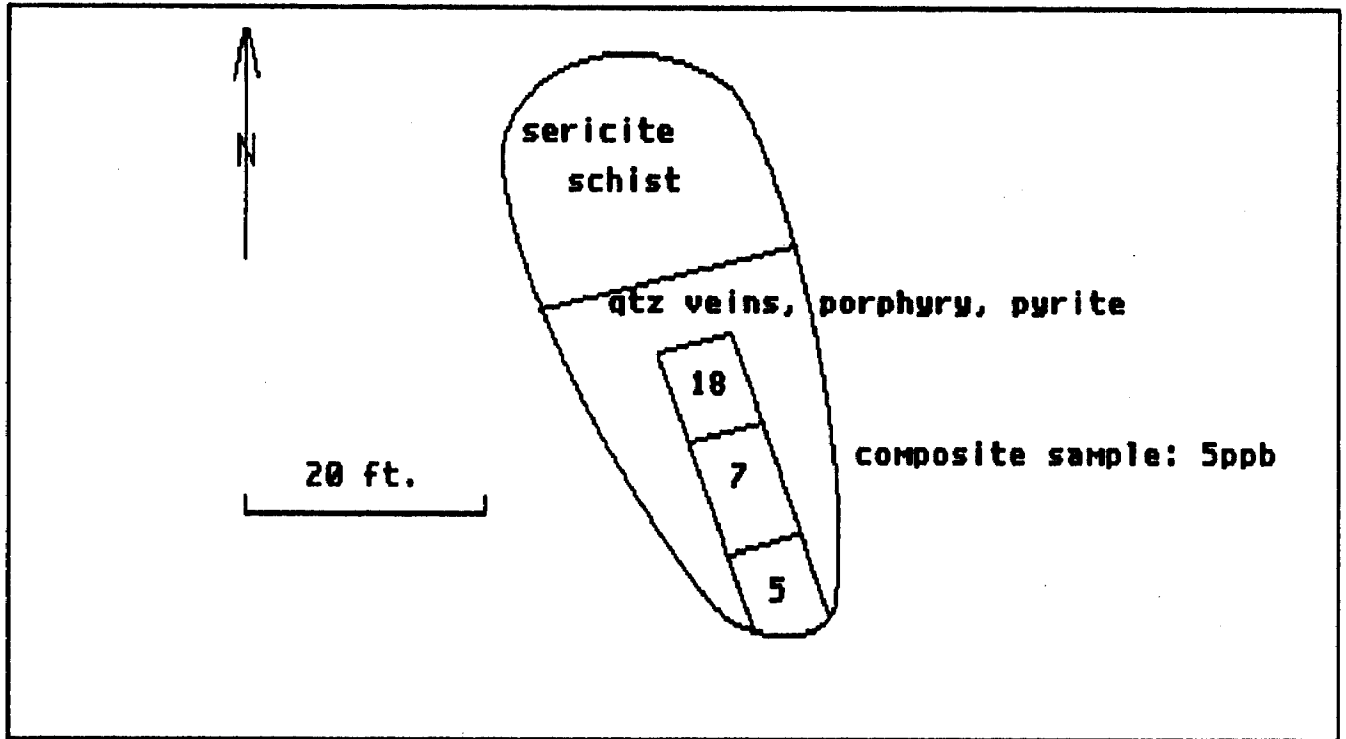 N
sericite
schist
qtz veins, porphyry, pyrite
18
7
composite sample: 5ppb
20 ft.
5